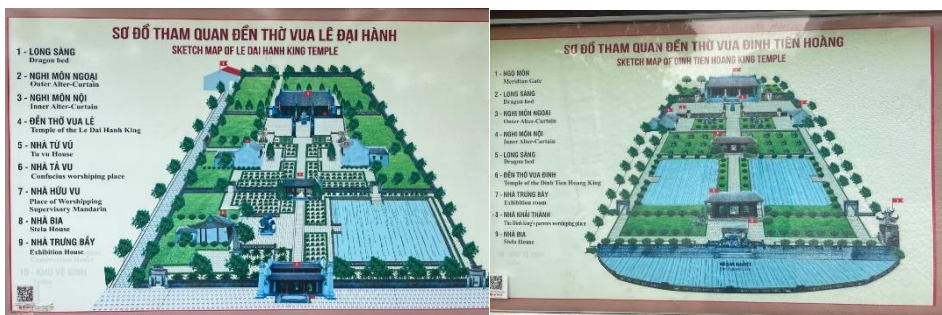 SƠ ĐỒ THAM QUAN ĐỀN THỜ VUA LÊ ĐẠI HÀNH
SKETCH MAP OF LE DAI HANH KING TEMPLE
1 - LONG SÀNG
Dragon bed
2 - NGHI MÔN NGOẠI
Outer Alter-Curtain
3 - NGHI MÔN NỘI
Inner Alter-Curtain
4 - ĐỀN THỜ VUA LÊ
Temple of the Le Dai Hanh King
5 - NHÀ TỪ VŨ
Tu vu House
6 - NHÀ TẢ VU
Confucius worshiping place
7 - NHÀ HỮU VU
Place of Worshipping
Supervisory Mandarin
8 - NHÀ BIA
Stela House
9 - NHÀ TRƯNG BẦY
Exhibition House
SƠ ĐỒ THAM QUAN ĐỀN THỜ VUA ĐINH TIÊN HOÀNG
SKETCH MAP OF DINH TIEN HOANG KING TEMPLE
1 - NGỌ MÔN
Meridian Gate
2 - LONG SÀNG
Dragon bed
3 - NGHI MÔN NGOẠI
Outer Alter-Curtain
4 - NGHI MÔN NỘI
Inner Alter-Curtain
5 - LONG SÀNG
Dragon bed
6 - ĐỀN THỜ VUA ĐINH
Temple of the Dinh Tien Hoang King
7 - NHÀ TRƯNG BÀY
Exhibition room
8 - NHÀ KHẢI THÁNH
The Dinh king's parents worshiping place
9 - NHÀ BIA
Stela House